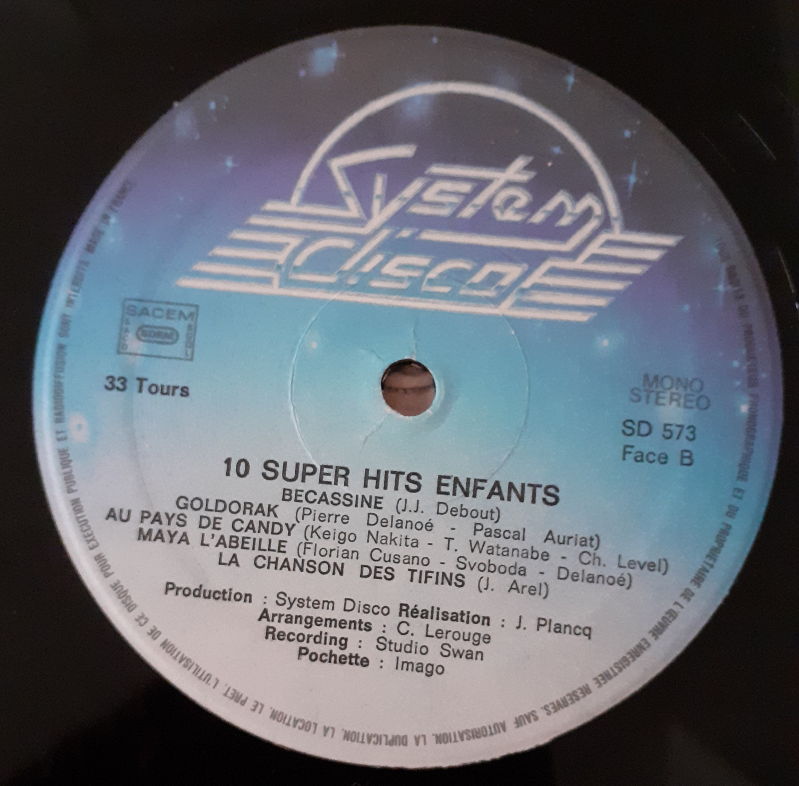 System
disco
SACEM
SDRM
SACD
33 Tours
MONO
STEREO
SD 573
Face B
10 SUPER HITS ENFANTS
BECASSINE (J.J. Debout)
GOLDORAK (Pierre Delanoé - Pascal Auriat)
AU PAYS DE CANDY (Keigo Nakita - T. Watanabe - Ch. Level)
MAYA L'ABEILLE (Florian Cusano - Svoboda - Delanoé)
LA CHANSON DES TIFINS (J. Arel)
Production : System Disco Réalisation : J. Plancq
Arrangements : C. Lerouge
Recording : Studio Swan
Pochette : Imago
DU PRODUCTEUR PHONOGRAPHIQUE ET DU PROPRIETAIRE DE L'ŒUVRE ENREGISTREE RESERVES. SAUF AUTORISATION, LA DUPLICATION, LA LOCATION, LE PRET, L'UTILISATION DE CE DISQUE POUR EXECUTION PUBLIQUE ET RADIODIFFUSION SONT INTERDITS. MADE IN FRANCE